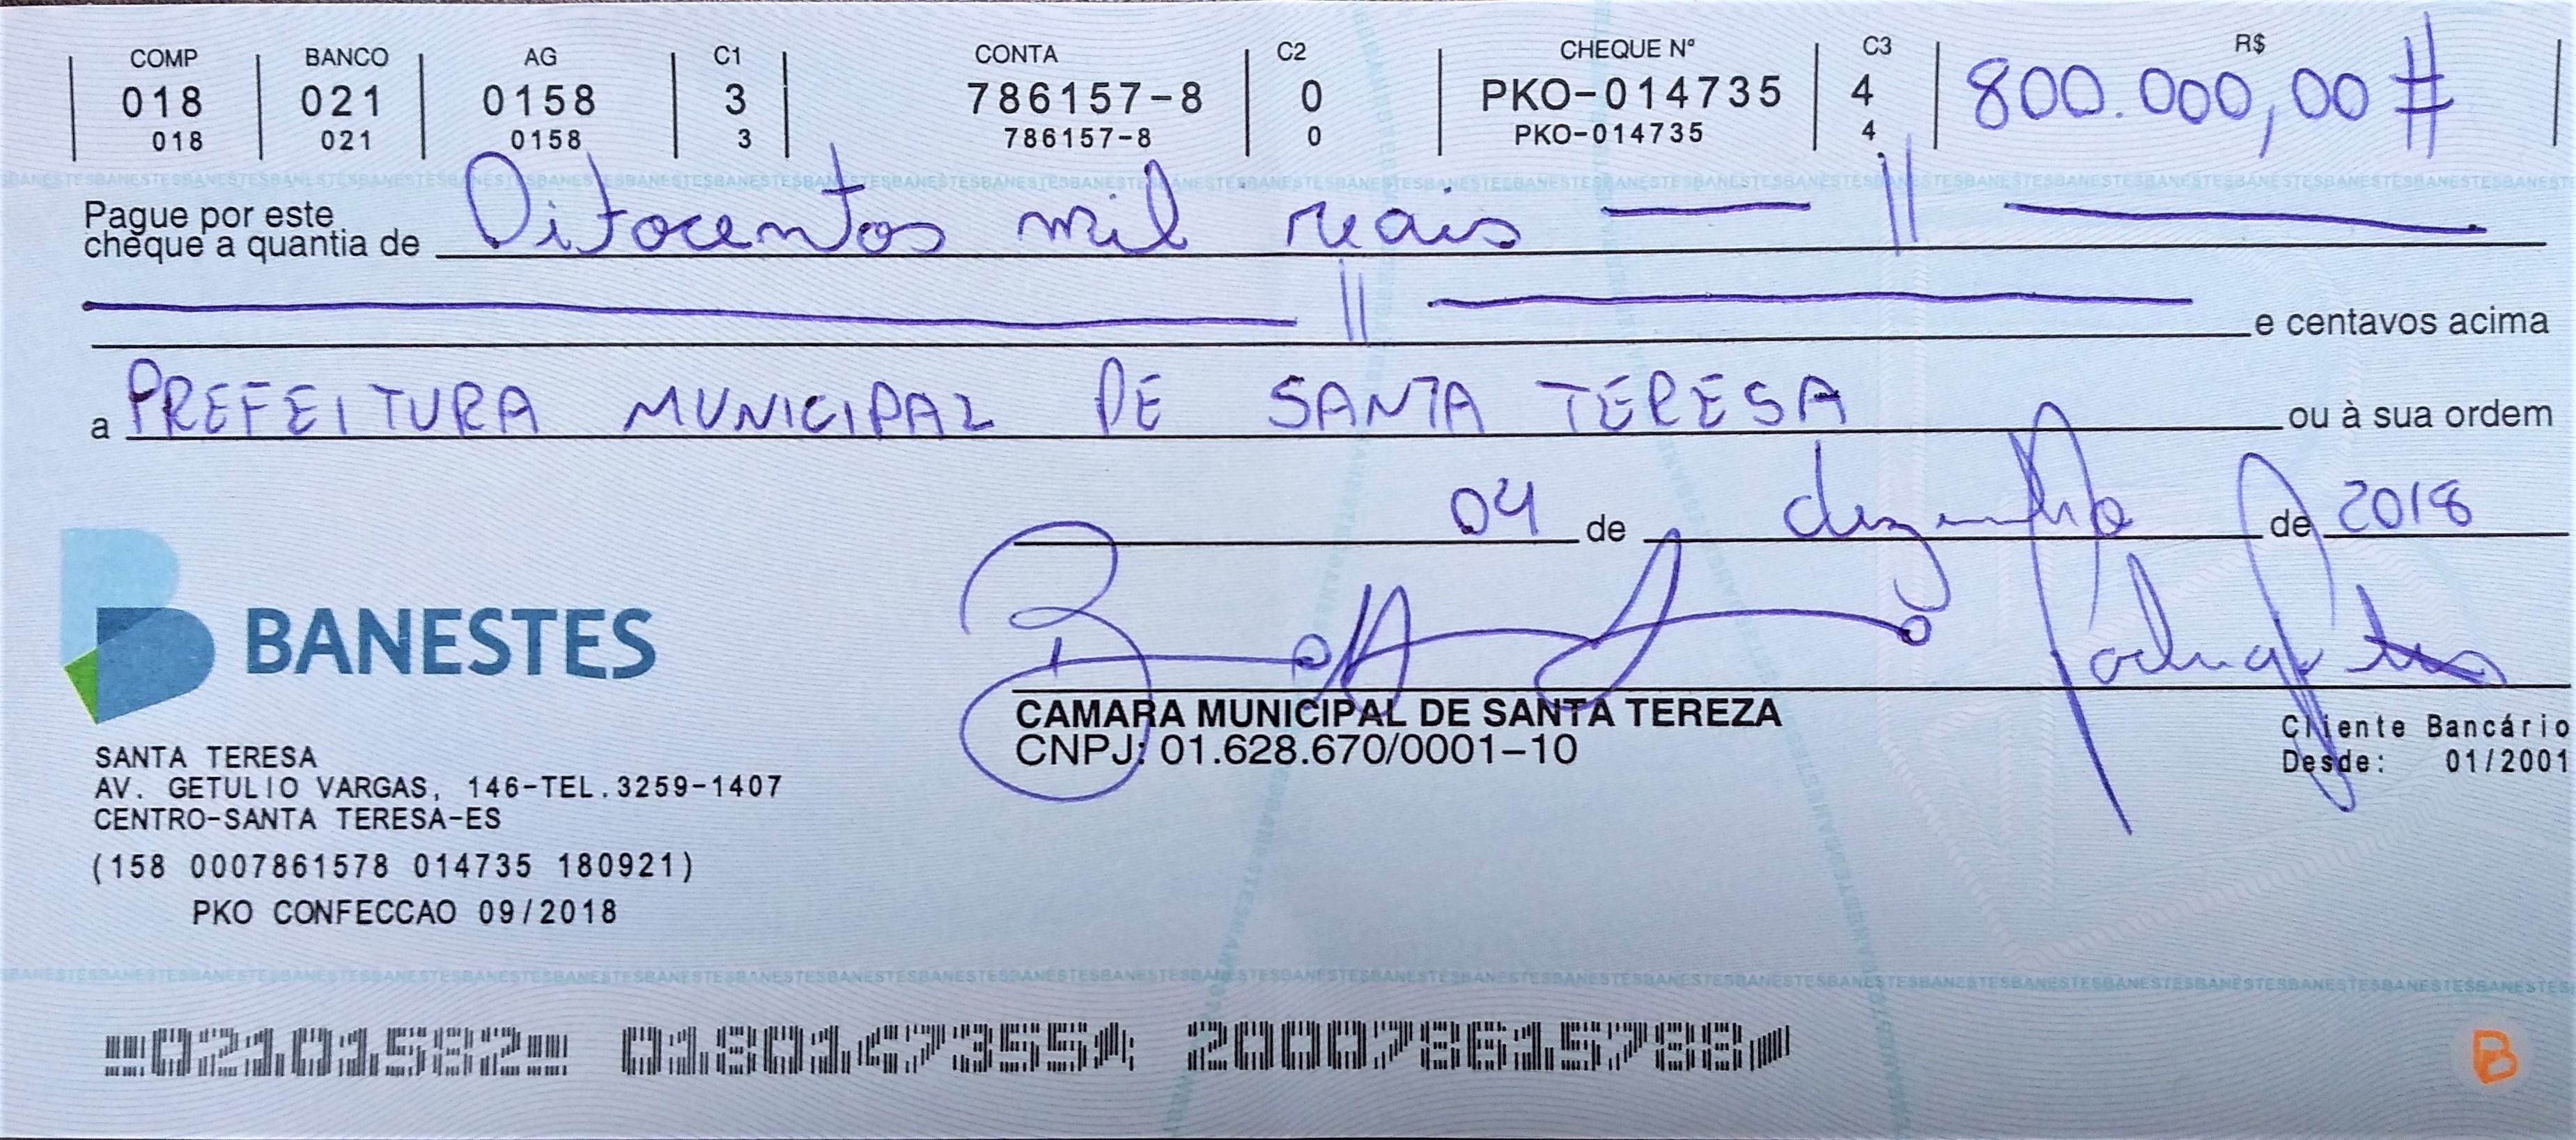 COMP BANCO AG C1 CONTA C2 CHEQUE Nº C3 R$
018 021 0158 3 786157-8 0 PKO-014735 4 800.000,00 #
018 021 0158 3 786157-8 0 PKO-014735 4
Pague por este
cheque a quantia de Oitocentos mil reais
e centavos acima
a PREFEITURA MUNICIPAL DE SANTA TERESA ou à sua ordem
04 de dezembro de 2018
BANESTES
CAMARA MUNICIPAL DE SANTA TEREZA
CNPJ: 01.628.670/0001-10
Cliente Bancário
Desde: 01/2001
SANTA TERESA
AV. GETULIO VARGAS, 146-TEL.3259-1407
CENTRO-SANTA TERESA-ES
(158 0007861578 014735 180921)
PKO CONFECCAO 09/2018
02101582 0180147355 200078615788
B